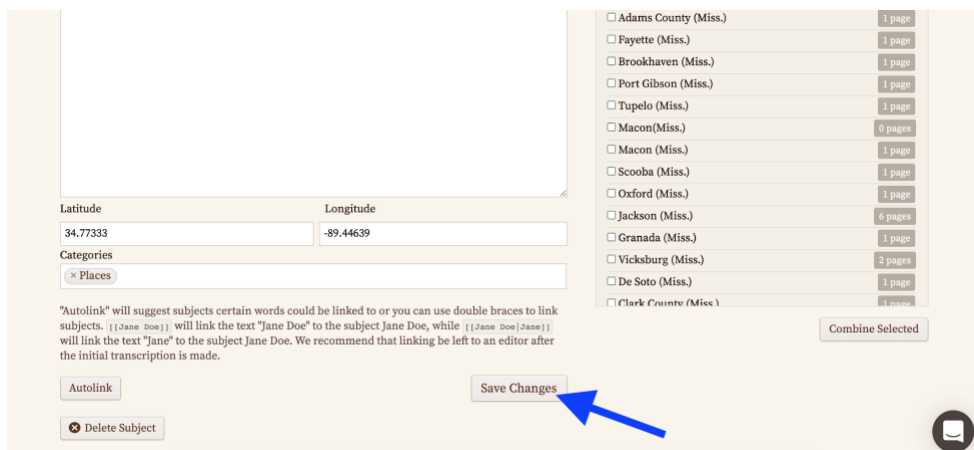 Latitude
Longitude
34.77333
-89.44639
Categories
× Places
"Autolink" will suggest subjects certain words could be linked to or you can use double braces to link
subjects. [[Jane Doe]] will link the text "Jane Doe" to the subject Jane Doe, while [[Jane Doe|Jane]]
will link the text "Jane" to the subject Jane Doe. We recommend that linking be left to an editor after
the initial transcription is made.
Autolink
Save Changes
Delete Subject
Adams County (Miss.) 1 page
Fayette (Miss.) 1 page
Brookhaven (Miss.) 1 page
Port Gibson (Miss.) 1 page
Tupelo (Miss.) 1 page
Macon(Miss.) 0 pages
Macon (Miss.) 1 page
Scooba (Miss.) 1 page
Oxford (Miss.) 1 page
Jackson (Miss.) 6 pages
Granada (Miss.) 1 page
Vicksburg (Miss.) 2 pages
De Soto (Miss.) 1 page
Clark County (Miss.) 1 page
Combine Selected